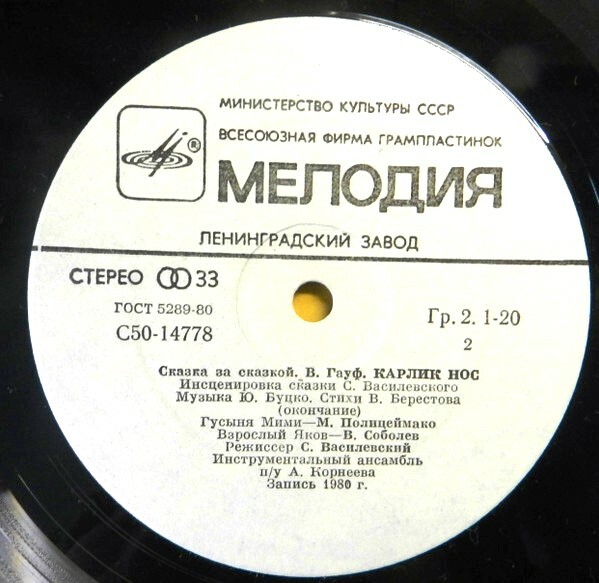 МИНИСТЕРСТВО КУЛЬТУРЫ СССР
ВСЕСОЮЗНАЯ ФИРМА ГРАМПЛАСТИНОК
®
МЕЛОДИЯ
ЛЕНИНГРАДСКИЙ ЗАВОД
СТЕРЕО 33
ГОСТ 5289-80
С50-14778
Гр. 2. 1-20
2
Сказка за сказкой. В. Гауф. КАРЛИК НОС
Инсценировка сказки С. Василевского
Музыка Ю. Буцко. Стихи В. Берестова
(окончание)
Гусыня Мими—М. Полицеймако
Взрослый Яков—В. Соболев
Режиссер С. Василевский
Инструментальный ансамбль
п/у А. Корнеева
Запись 1980 г.